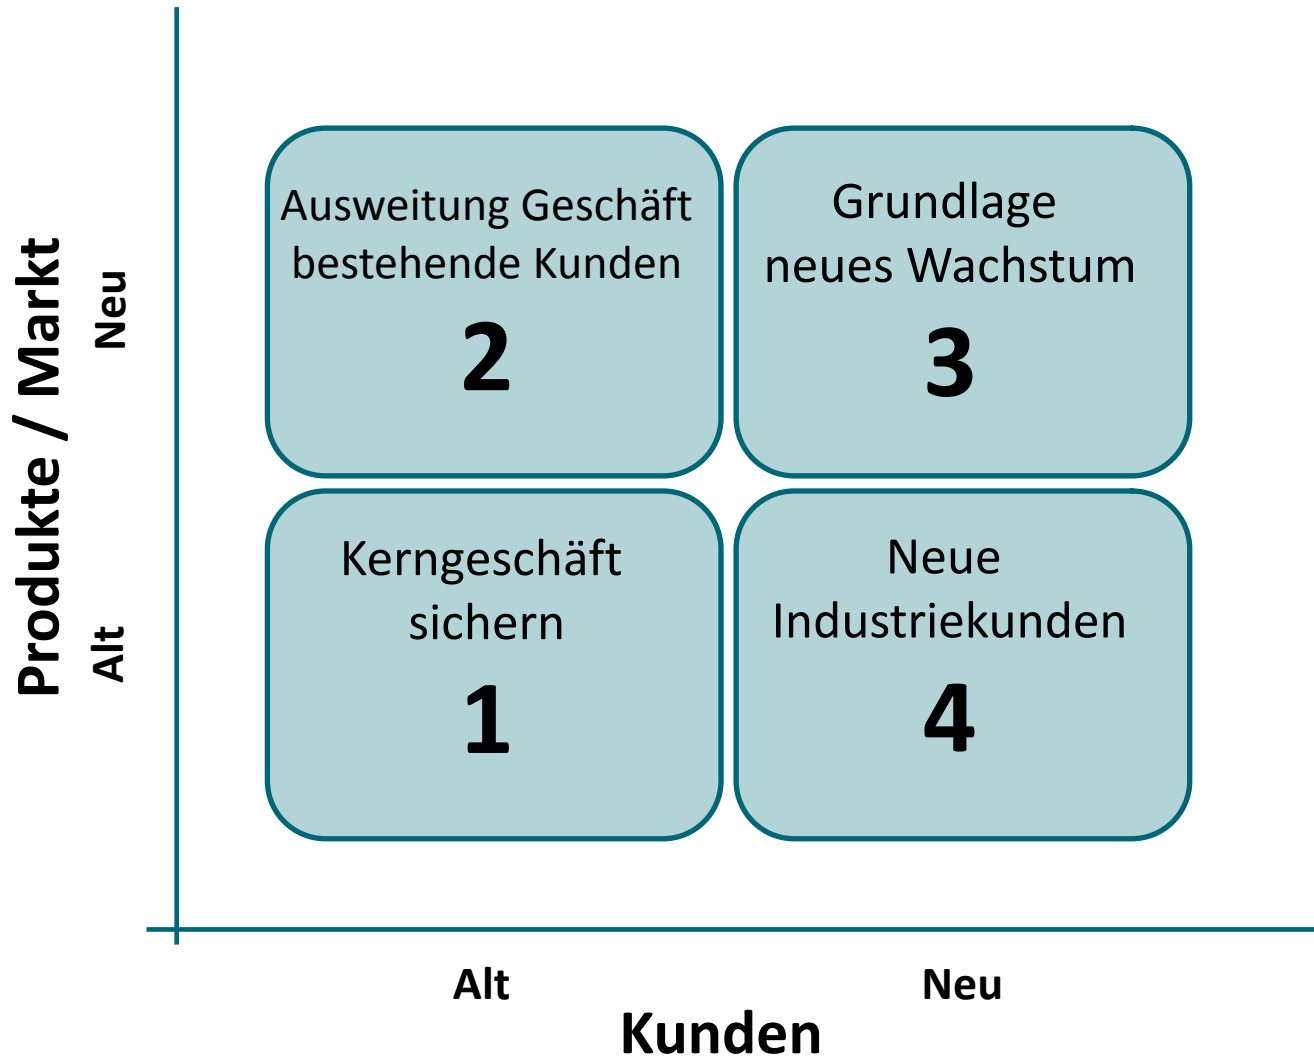 Produkte / Markt
Neu
Alt
Ausweitung Geschäft
bestehende Kunden
2
Grundlage
neues Wachstum
3
Kerngeschäft
sichern
1
Neue
Industriekunden
4
Alt
Neu
Kunden